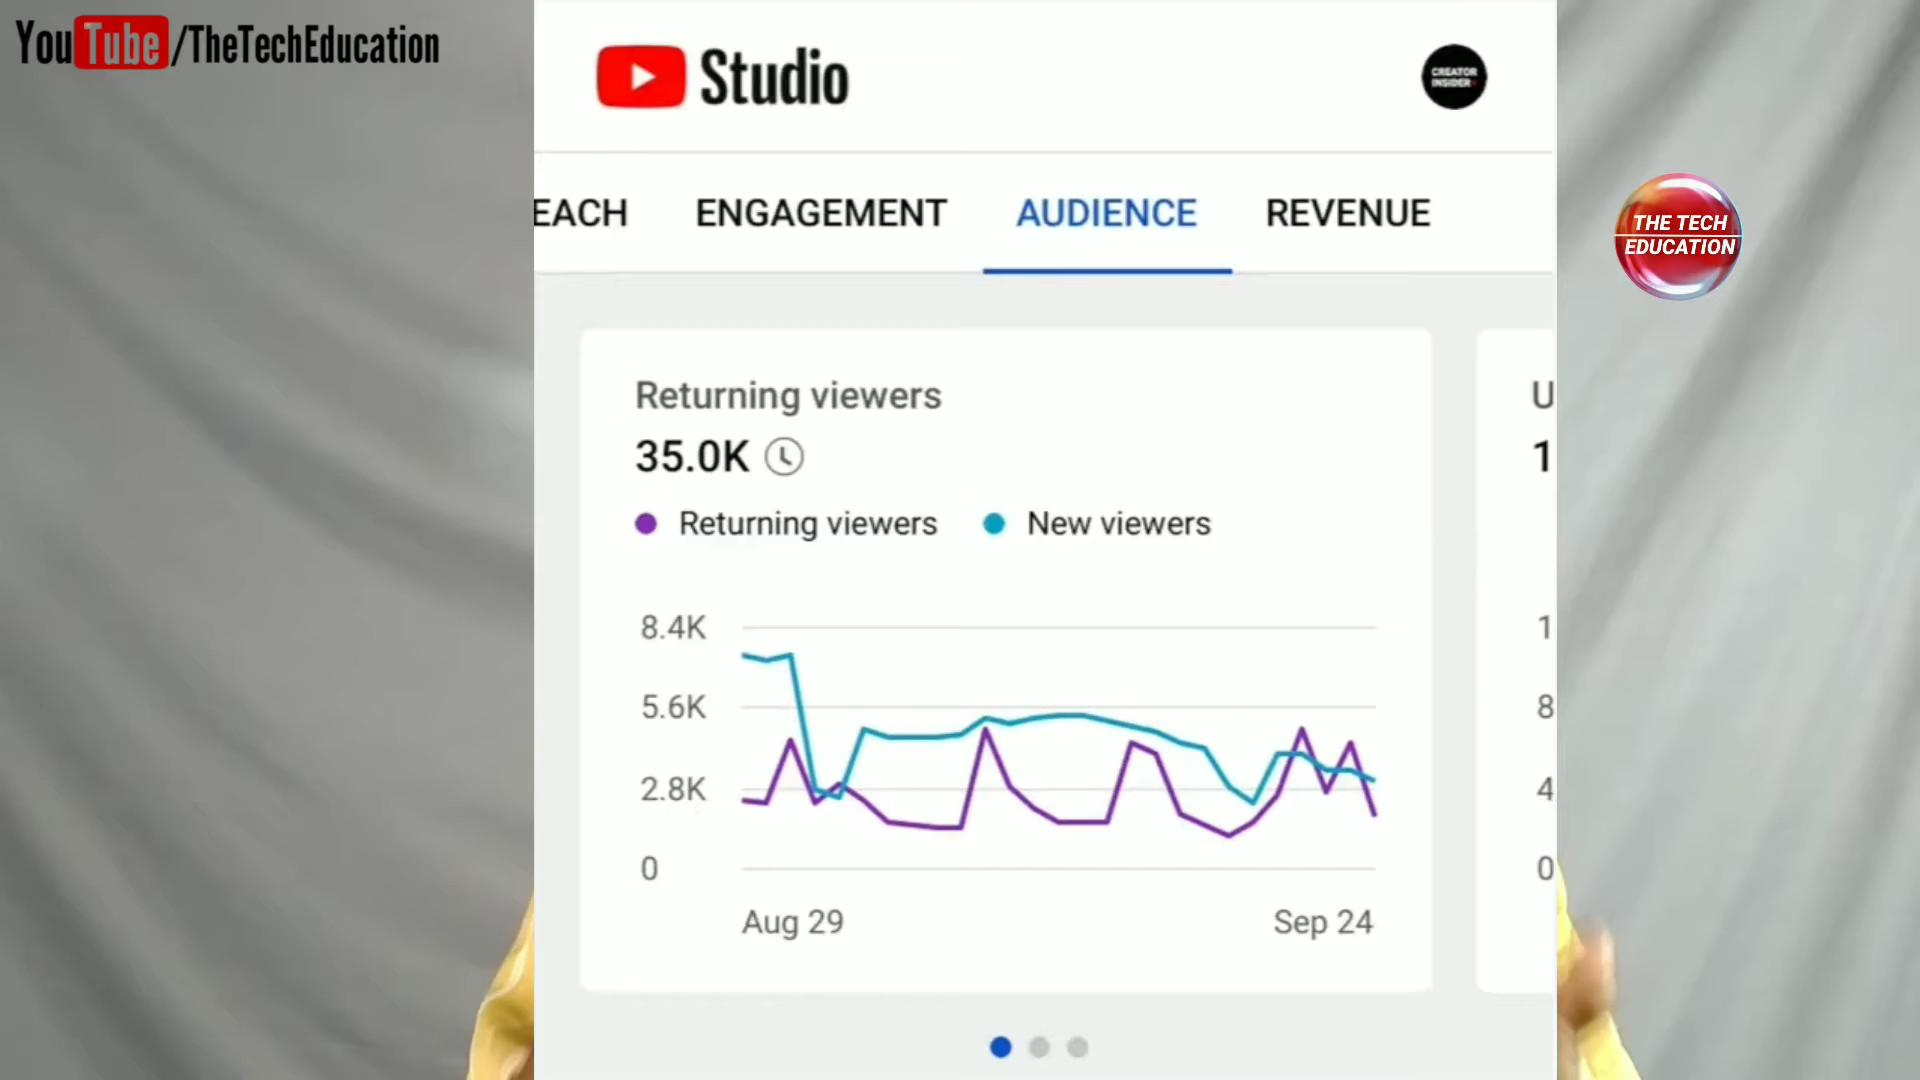 YouTube/TheTechEducation
Studio
CREATOR
INSIDER
EACH ENGAGEMENT AUDIENCE REVENUE
THE TECH
EDUCATION
Returning viewers
35.0K
Returning viewers New viewers
8.4K
5.6K
2.8K
0
Aug 29 Sep 24
U
1
1
8
4
0